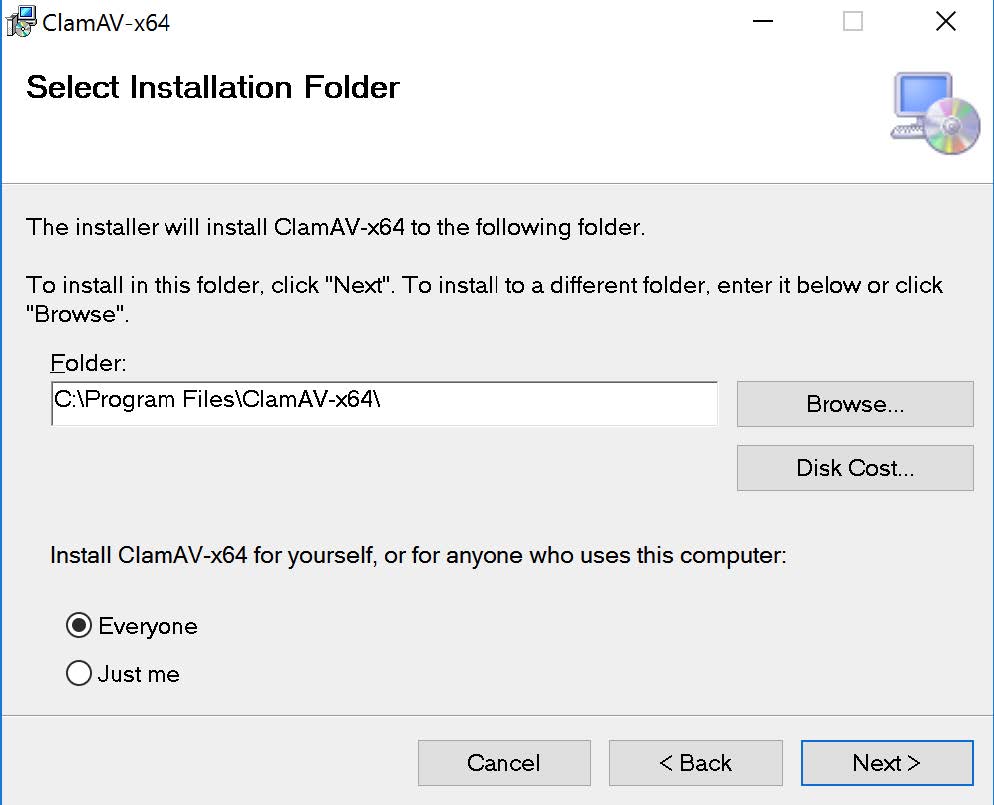 ClamAV-x64
Select Installation Folder
The installer will install ClamAV-x64 to the following folder.
To install in this folder, click "Next". To install to a different folder, enter it below or click
"Browse".
Folder:
C:\Program Files\ClamAV-x64\
Browse...
Disk Cost...
Install ClamAV-x64 for yourself, or for anyone who uses this computer:
Everyone
Just me
Cancel
< Back
Next >